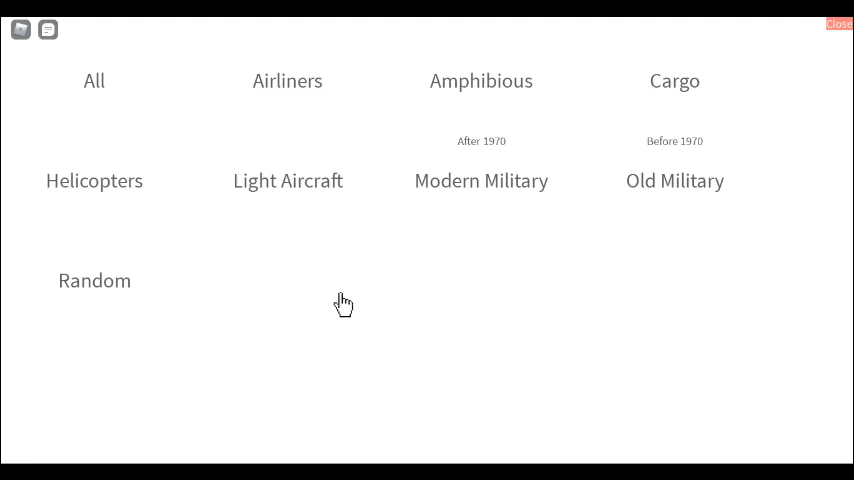 Close
All
Airliners
Amphibious
Cargo
After 1970
Before 1970
Helicopters
Light Aircraft
Modern Military
Old Military
Random